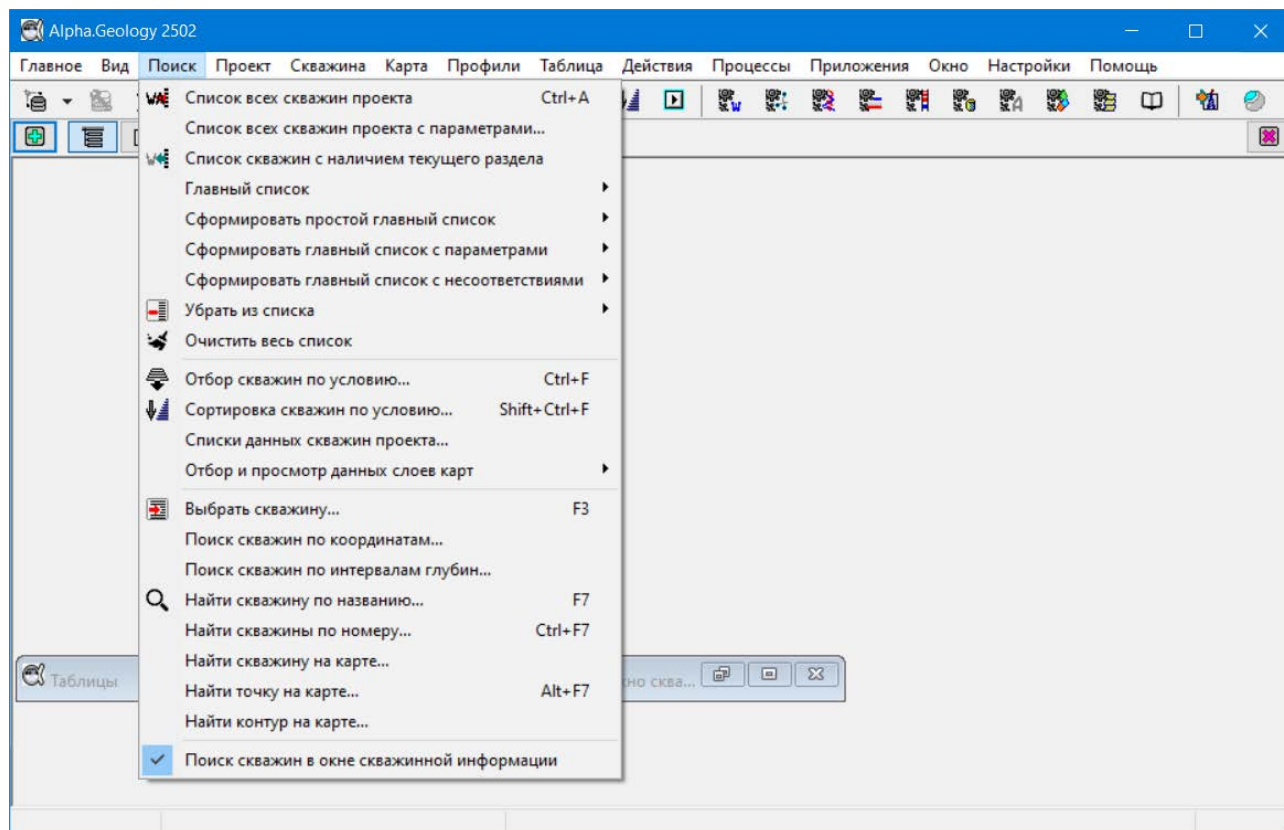 Alpha.Geology 2502
Главное Вид Поиск Проект Скважина Карта Профили Таблица Действия Процессы Приложения Окно Настройки Помощь
Список всех скважин проекта Ctrl+A
Список всех скважин проекта с параметрами...
Список скважин с наличием текущего раздела
Главный список
Сформировать простой главный список
Сформировать главный список с параметрами
Сформировать главный список с несоответствиями
Убрать из списка
Очистить весь список
Отбор скважин по условию... Ctrl+F
Сортировка скважин по условию... Shift+Ctrl+F
Списки данных скважин проекта...
Отбор и просмотр данных слоев карт
Выбрать скважину... F3
Поиск скважин по координатам...
Поиск скважин по интервалам глубин...
Найти скважину по названию... F7
Найти скважины по номеру... Ctrl+F7
Найти скважину на карте...
Таблицы
Найти точку на карте... Alt+F7
Найти контур на карте...
Поиск скважин в окне скважинной информации